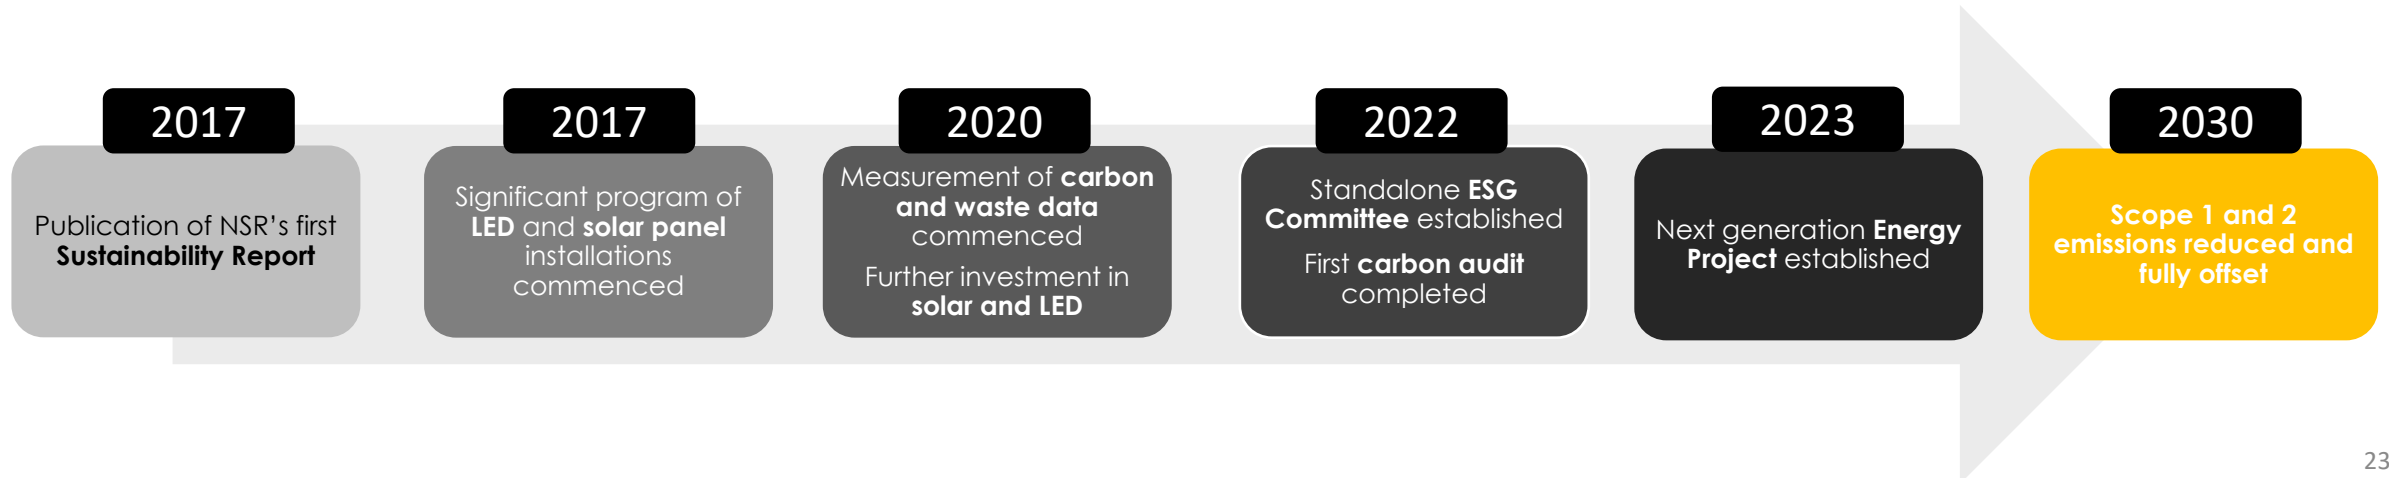 2017
Publication of NSR’s first
Sustainability Report
2017
Significant program of
LED and solar panel
installations
commenced
2020
Measurement of carbon
and waste data
commenced
Further investment in
solar and LED
2022
Standalone ESG
Committee established
First carbon audit
completed
2023
Next generation Energy
Project established
2030
Scope 1 and 2
emissions reduced and
fully offset
23